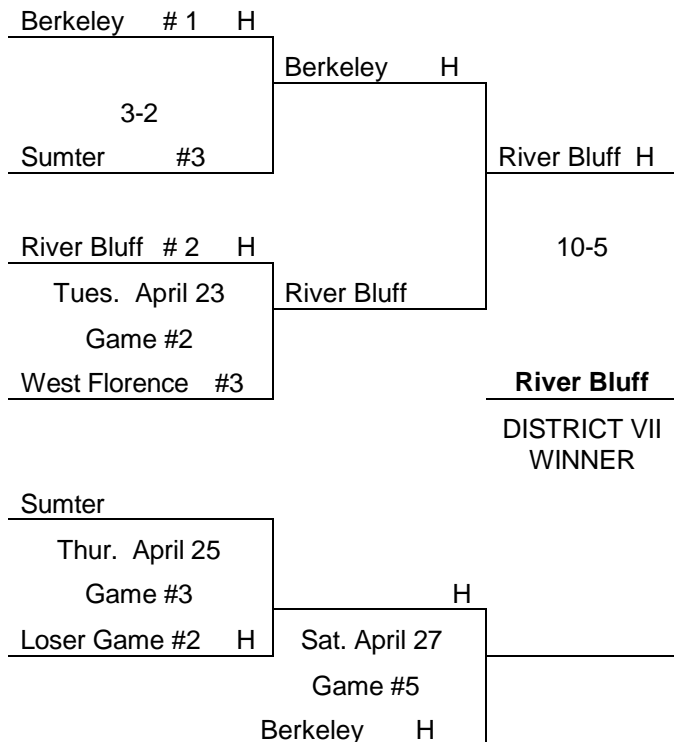 Berkeley # 1 H
Berkeley H
3-2
Sumter #3
River Bluff H
River Bluff # 2 H
10-5
Tues. April 23
River Bluff
Game #2
West Florence #3
River Bluff
DISTRICT VII
WINNER
Sumter
Thur. April 25
Game #3
H
Loser Game #2 H
Sat. April 27
Game #5
Berkeley H